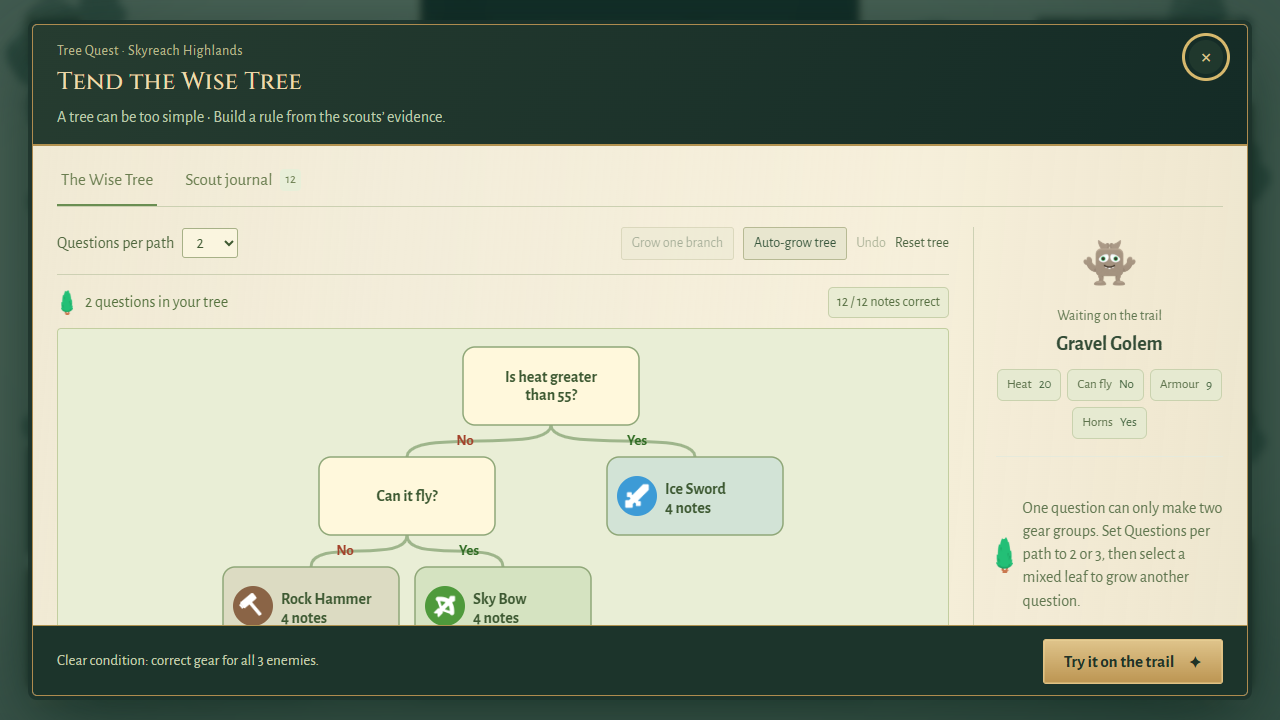 Tree Quest · Skyreach Highlands
Tend the Wise Tree
A tree can be too simple · Build a rule from the scouts' evidence.
×
The Wise Tree
Scout journal 12
Questions per path 2
Grow one branch
Auto-grow tree
Undo
Reset tree
2 questions in your tree
12 / 12 notes correct
Is heat greater
than 55?
No
Yes
Can it fly?
Ice Sword
4 notes
No
Yes
Rock Hammer
4 notes
Sky Bow
4 notes
Waiting on the trail
Gravel Golem
Heat 20
Can fly No
Armour 9
Horns Yes
One question can only make two
gear groups. Set Questions per
path to 2 or 3, then select a
mixed leaf to grow another
question.
Clear condition: correct gear for all 3 enemies.
Try it on the trail ✦